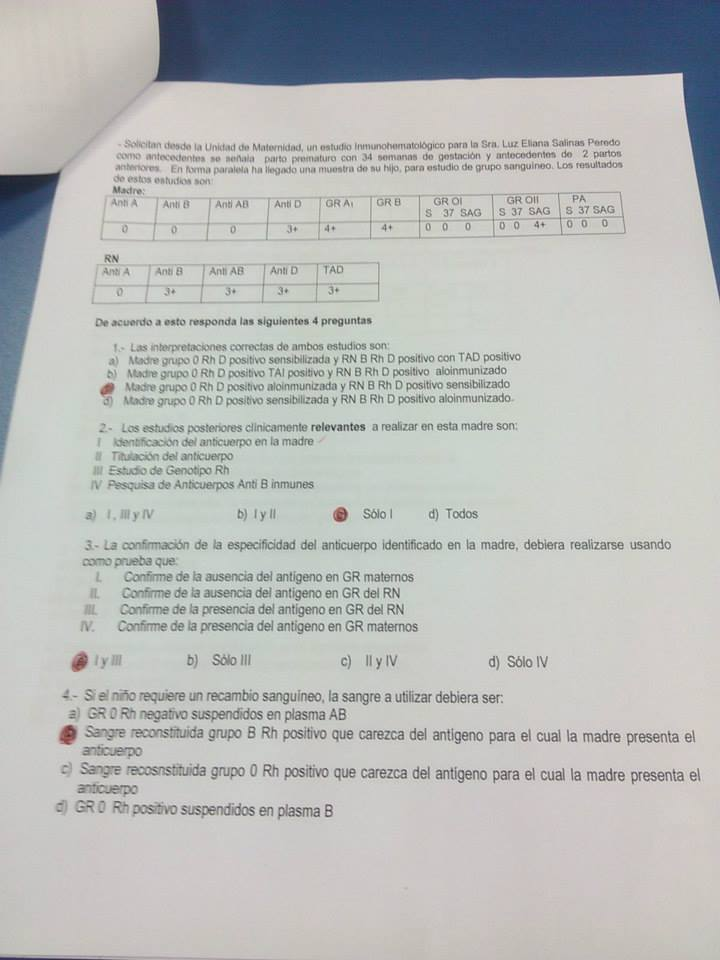 - Solicitan desde la Unidad de Maternidad, un estudio Inmunohematológico para la Sra. Luz Eliana Salinas Peredo
como antecedentes se señala parto prematuro con 34 semanas de gestación y antecedentes de 2 partos
anteriores. En forma paralela ha llegado una muestra de su hijo, para estudio de grupo sanguíneo. Los resultados
de estos estudios son:
Madre:
Anti A Anti B Anti AB Anti D GR A1 GR B GR OI GR OII PA
S 37 SAG S 37 SAG S 37 SAG
0 0 0 3+ 4+ 4+ 0 0 0 0 0 4+ 0 0 0
RN
Anti A Anti B Anti AB Anti D TAD
0 3+ 3+ 3+ 3+
De acuerdo a esto responda las siguientes 4 preguntas
1.- Las interpretaciones correctas de ambos estudios son:
a) Madre grupo 0 Rh D positivo sensibilizada y RN B Rh D positivo con TAD positivo
b) Madre grupo 0 Rh D positivo TAI positivo y RN B Rh D positivo aloinmunizado
Madre grupo 0 Rh D positivo aloinmunizada y RN B Rh D positivo sensibilizado
d) Madre grupo 0 Rh D positivo sensibilizada y RN B Rh D positivo aloinmunizado.
2.- Los estudios posteriores clínicamente relevantes a realizar en esta madre son:
I Identificación del anticuerpo en la madre
II Titulación del anticuerpo
III Estudio de Genotipo Rh
IV Pesquisa de Anticuerpos Anti B inmunes
a) I, III y IV b) I y II c) Sólo I d) Todos
3.- La confirmación de la especificidad del anticuerpo identificado en la madre, debiera realizarse usando
como prueba que:
I. Confirme de la ausencia del antígeno en GR maternos
II. Confirme de la ausencia del antígeno en GR del RN
III. Confirme de la presencia del antígeno en GR del RN
IV. Confirme de la presencia del antígeno en GR maternos
I y III b) Sólo III c) II y IV d) Sólo IV
4.- Si el niño requiere un recambio sanguíneo, la sangre a utilizar debiera ser:
a) GR 0 Rh negativo suspendidos en plasma AB
Sangre reconstituida grupo B Rh positivo que carezca del antígeno para el cual la madre presenta el
anticuerpo
c) Sangre recosnstituida grupo 0 Rh positivo que carezca del antígeno para el cual la madre presenta el
anticuerpo
d) GR 0 Rh positivo suspendidos en plasma B